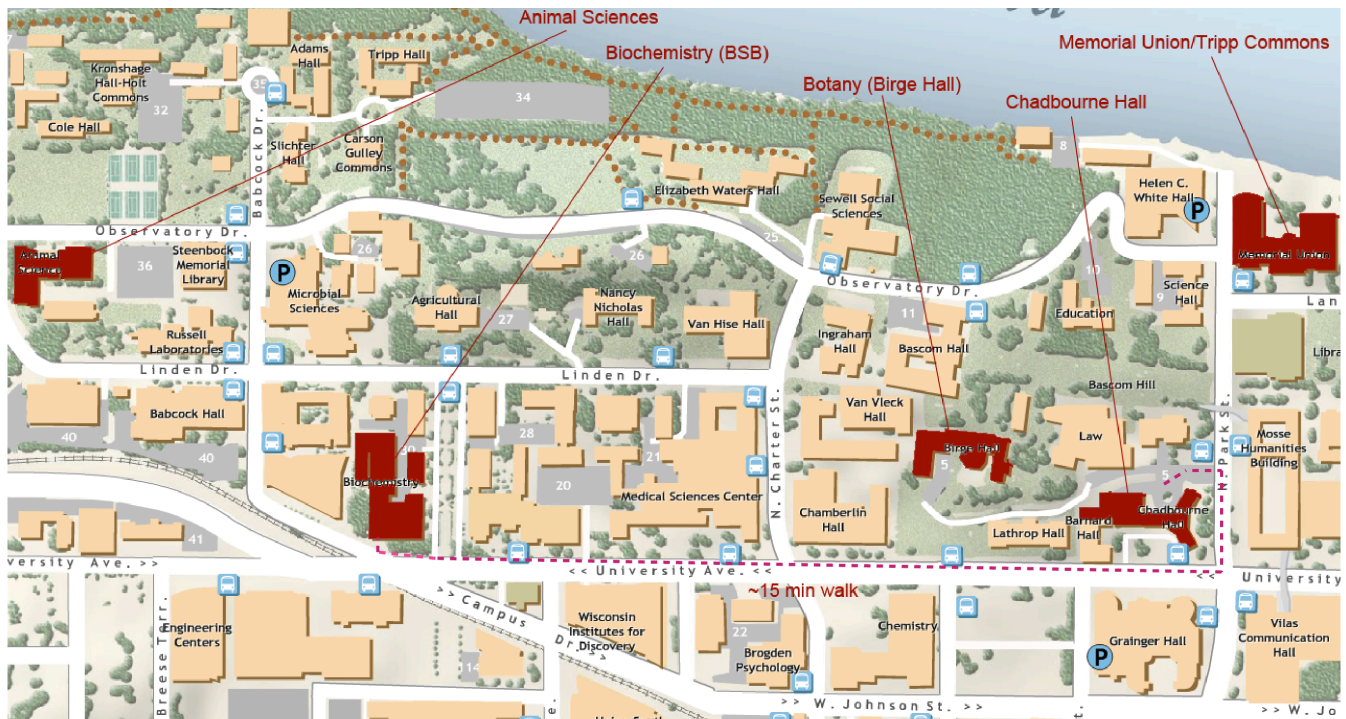 Animal Sciences
Biochemistry (BSB)
Memorial Union/Tripp Commons
Botany (Birge Hall)
Chadbourne Hall
Adams
Hall
Tripp Hall
Kronshage
Hall-Holt
Commons
32
35
34
Cole Hall
Slichter
Hall
Carson
Gulley
Commons
Babcock Dr.
8
Elizabeth Waters Hall
Sewell Social
Sciences
Helen C.
White Hall
P
Observatory Dr.
Animal
Science
36
Steenbock
Memorial
Library
P
26
26
25
Memorial Union
Microbial
Sciences
Agricultural
Hall
27
Nancy
Nicholas
Hall
Van Hise Hall
Observatory Dr.
10
9
Science
Hall
Lan
Education
11
Ingraham
Hall
Bascom Hall
Russell
Laboratories
Libra
Linden Dr.
Linden Dr.
Bascom Hill
Babcock Hall
40
40
28
21
20
Van Vleck
Hall
N. Charter St.
N. Park St.
Birge Hall
5
Law
5
Mosse
Humanities
Building
Biochemistry
Medical Sciences Center
Chamberlin
Hall
Lathrop Hall
Barnard
Hall
Chadbourne
Hall
41
versity Ave. >>
<< University Ave. <<
<<
University
~15 min walk
>> Campus Dr. >>
Breese Terr.
Engineering
Centers
14
Wisconsin
Institutes for
Discovery
22
Brogden
Psychology
Chemistry
Grainger Hall
P
Vilas
Communication
Hall
>> W. Johnson St. >>
>> W. Jo